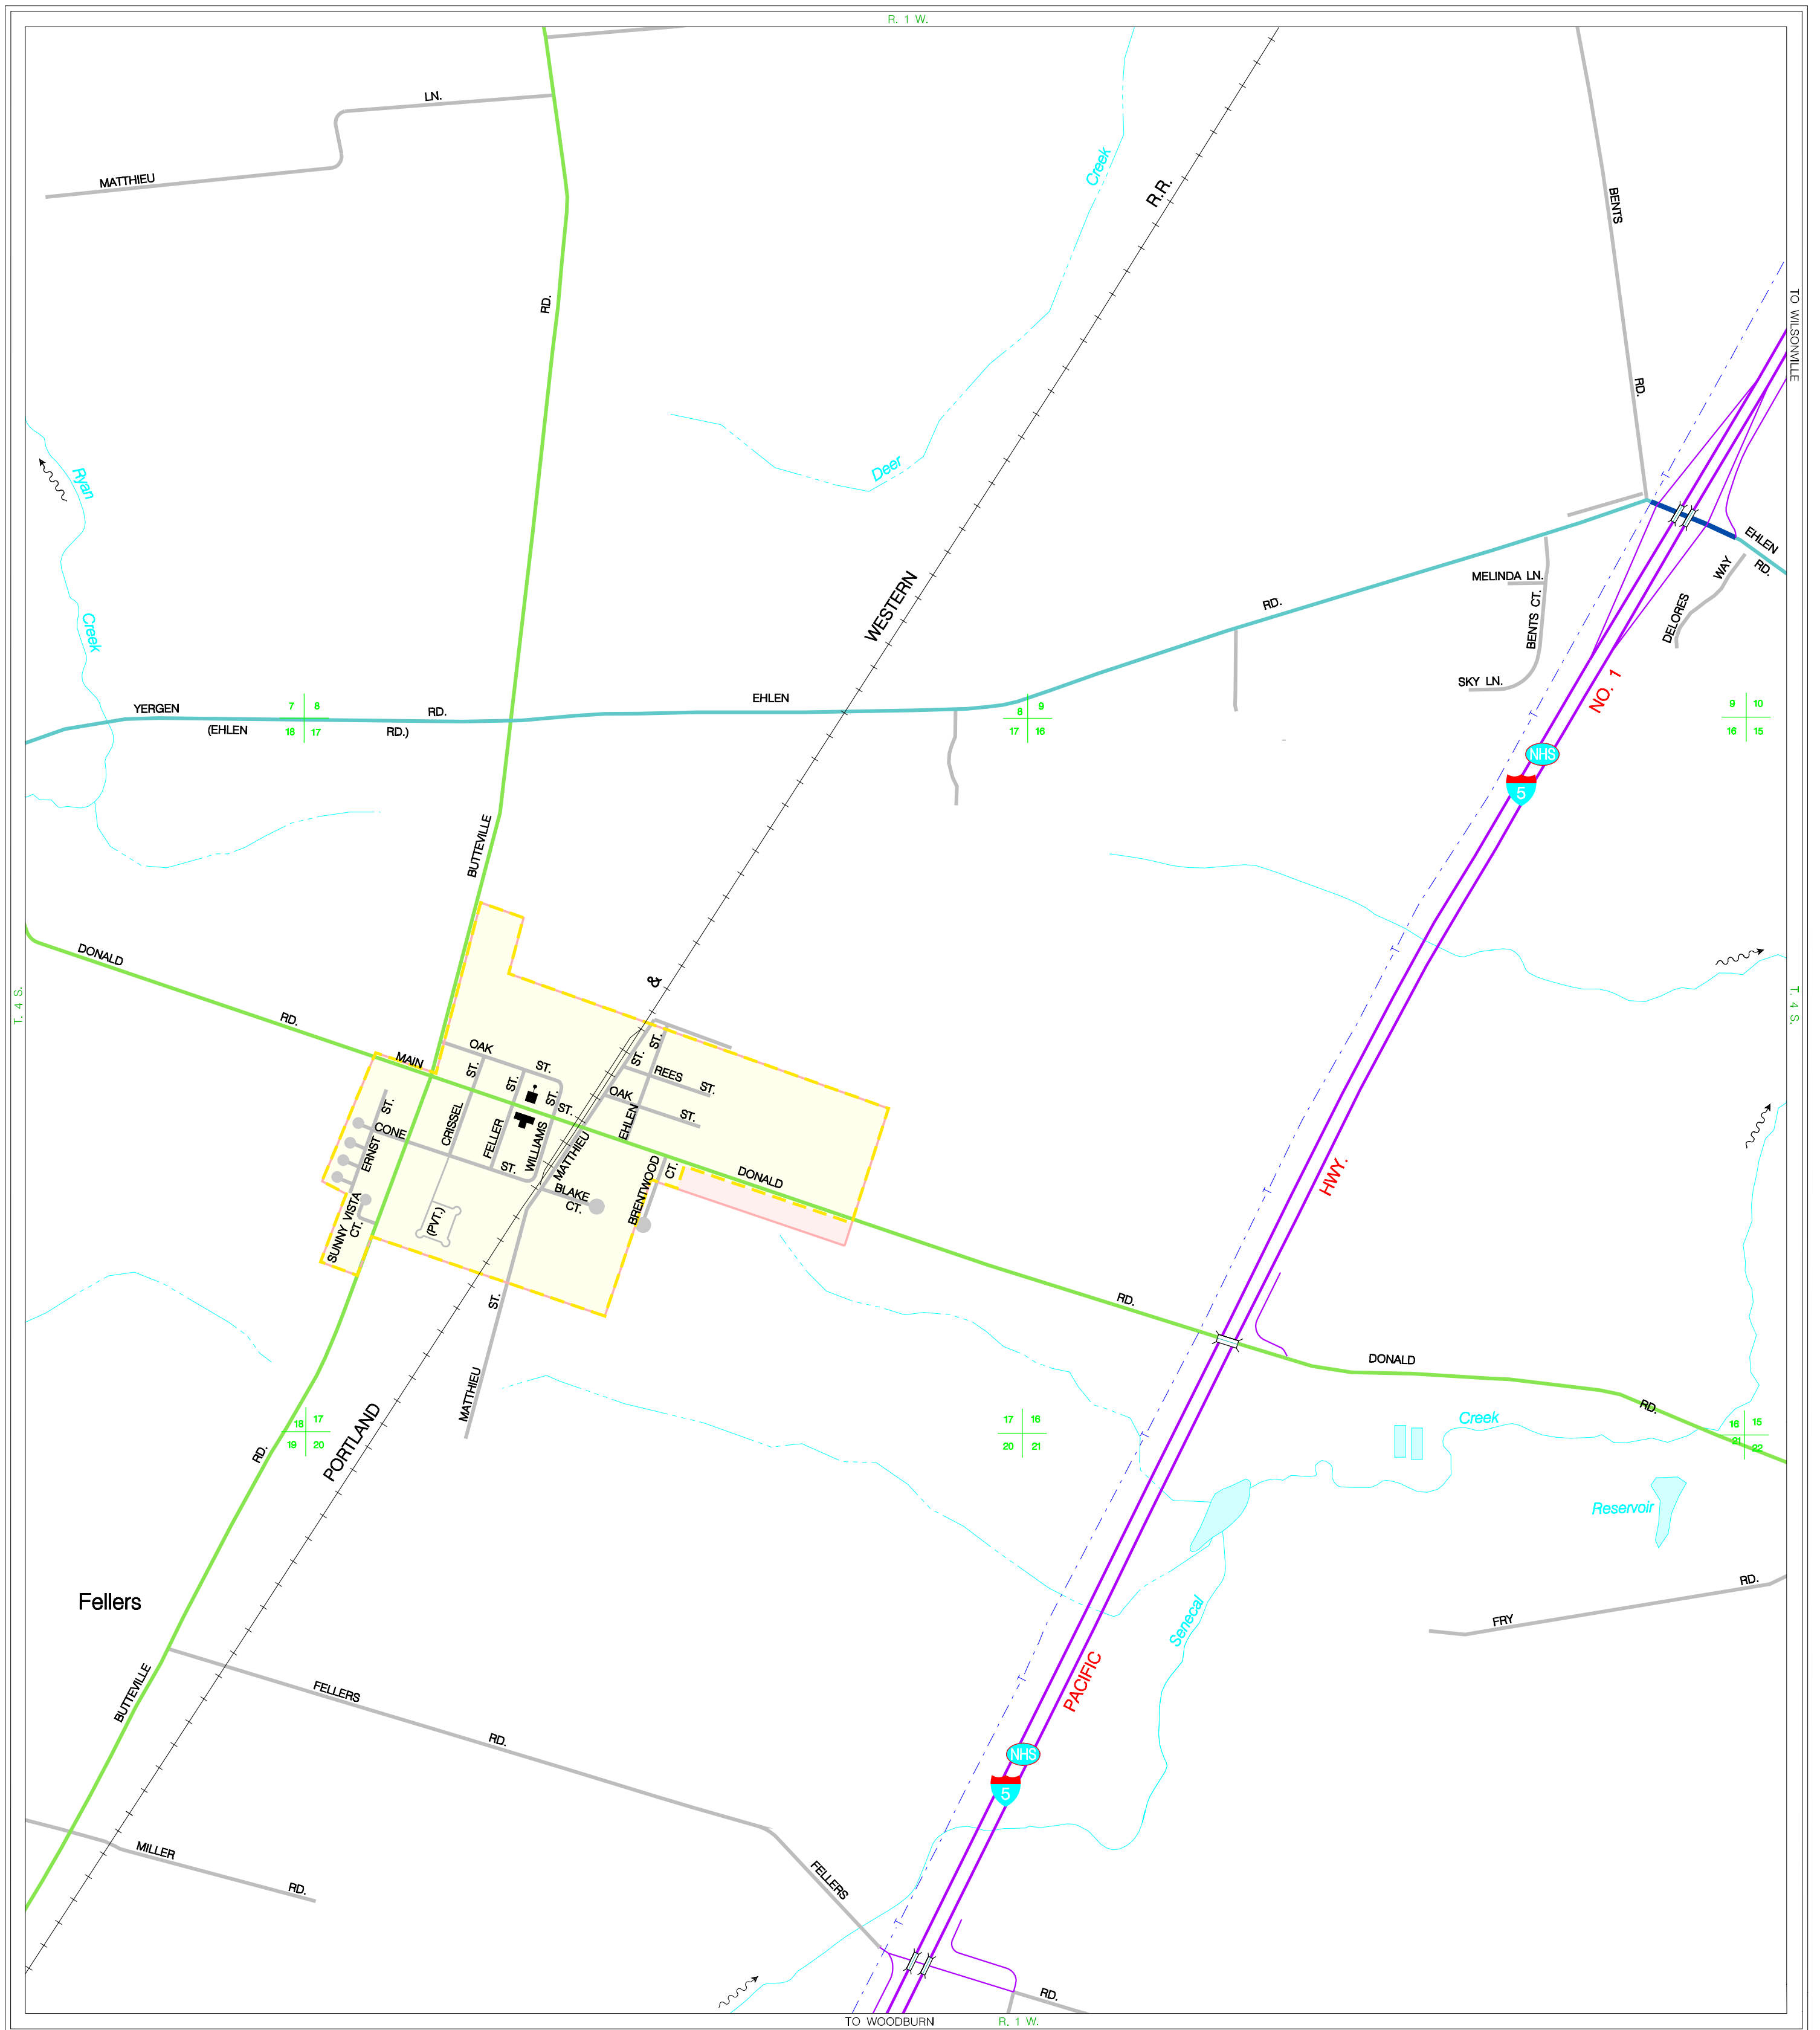 R. 1 W.
LN.
MATTHIEU
RD.
Creek
R.R.
BENTS
RD.
TO WILSONVILLE
Ryan
Creek
Deer
WESTERN
EHLEN
RD.
WAY
DELORES
MELINDA LN.
BENTS CT.
SKY LN.
RD.
NO. 1
YERGEN
RD.
(EHLEN
RD.)
EHLEN
7 8
18 17
8 9
17 16
9 10
16 15
NHS
5
BUTTEVILLE
DONALD
RD.
T. 4 S.
T. 4 S.
&
MAIN
OAK
ST.
ST.
ST.
ST.
ST.
ST.
ST.
REES
ST.
OAK
ST.
EHLEN
ST.
CONE
ERNST
CRISSEL
FELLER
WILLIAMS
ST.
MATTHIEU
BLAKE
CT.
BRENTWOOD
CT.
DONALD
SUNNY VISTA
CT.
(PVT.)
ST.
MATTHIEU
HWY.
RD.
DONALD
RD.
18 17
19 20
17 16
20 21
16 15
21 22
RD.
PORTLAND
Creek
Reservoir
Fellers
Senecal
FRY
RD.
BUTTEVILLE
FELLERS
RD.
PACIFIC
NHS
5
MILLER
RD.
FELLERS
RD.
TO WOODBURN
R. 1 W.